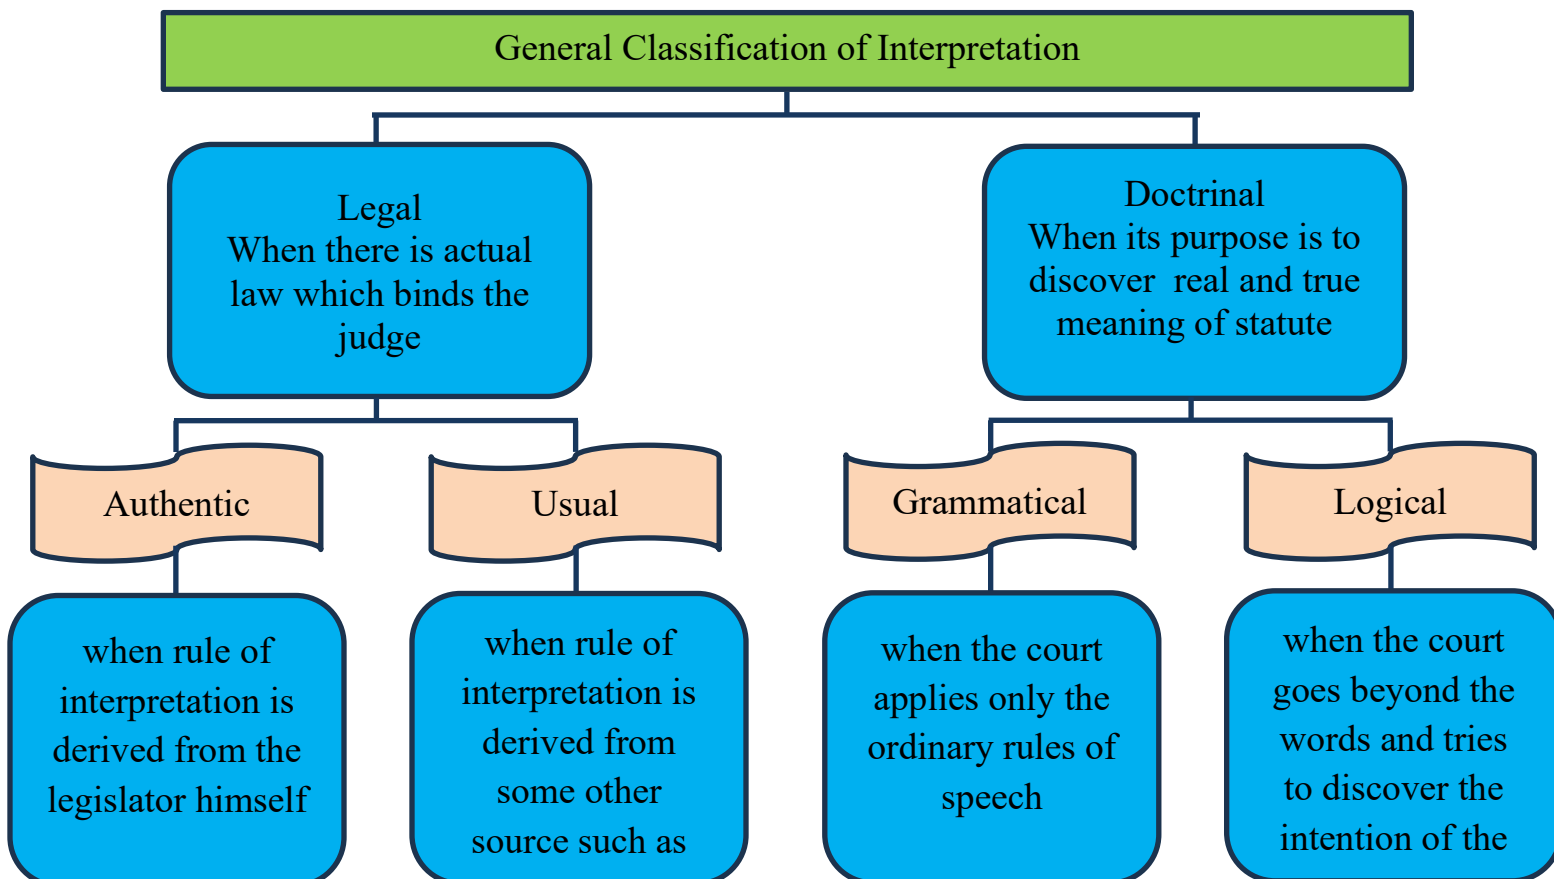 General Classification of Interpretation
Legal
When there is actual
law which binds the
judge
Doctrinal
When its purpose is to
discover  real and true
meaning of statute
Authentic
Usual
Grammatical
Logical
when rule of
interpretation is
derived from the
legislator himself
when rule of
interpretation is
derived from
some other
source such as
when the court
applies only the
ordinary rules of
speech
when the court
goes beyond the
words and tries
to discover the
intention of the